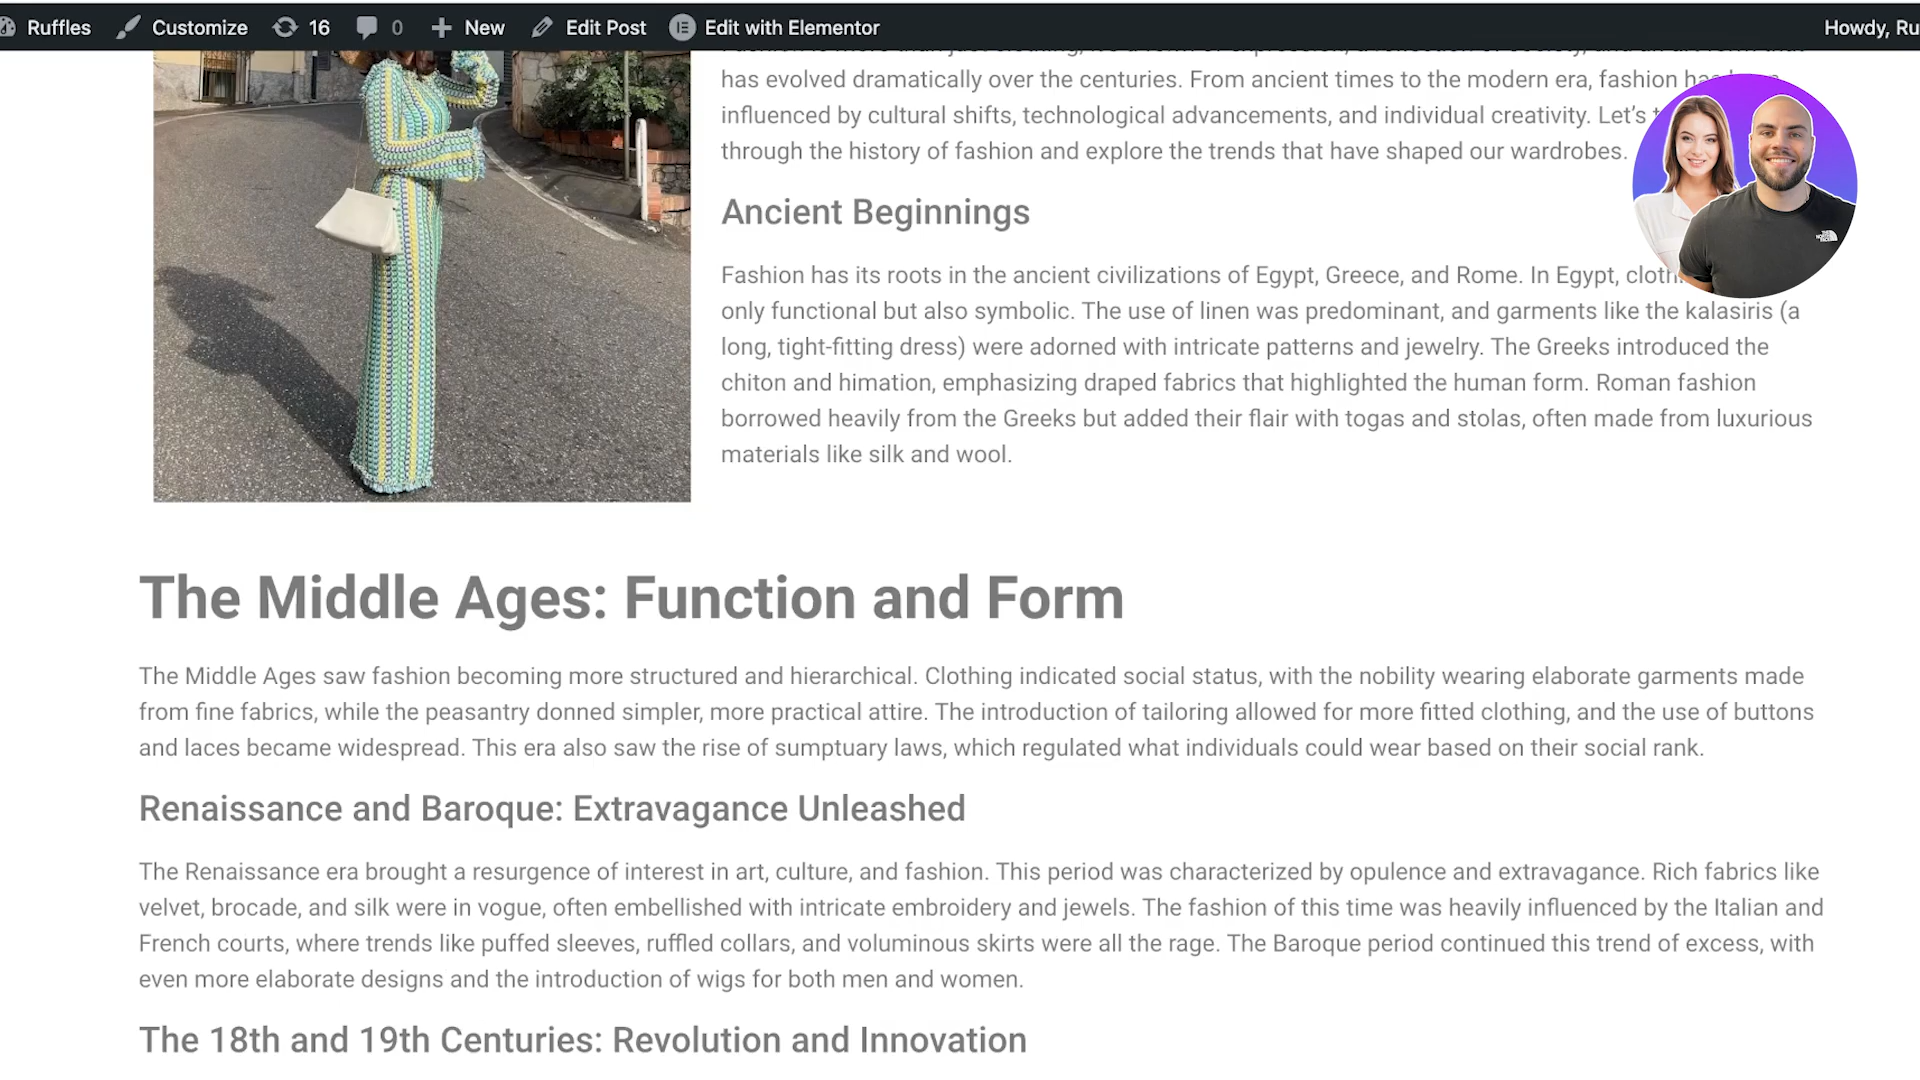 Ruffles Customize 16 0 New Edit Post Edit with Elementor Howdy, Ru
has evolved dramatically over the centuries. From ancient times to the modern era, fashion
influenced by cultural shifts, technological advancements, and individual creativity. Let's
through the history of fashion and explore the trends that have shaped our wardrobes.
Ancient Beginnings
Fashion has its roots in the ancient civilizations of Egypt, Greece, and Rome. In Egypt,
only functional but also symbolic. The use of linen was predominant, and garments like the kalasiris (a
long, tight-fitting dress) were adorned with intricate patterns and jewelry. The Greeks introduced the
chiton and himation, emphasizing draped fabrics that highlighted the human form. Roman fashion
borrowed heavily from the Greeks but added their flair with togas and stolas, often made from luxurious
materials like silk and wool.
THE NORTH FACE
The Middle Ages: Function and Form
The Middle Ages saw fashion becoming more structured and hierarchical. Clothing indicated social status, with the nobility wearing elaborate garments made
from fine fabrics, while the peasantry donned simpler, more practical attire. The introduction of tailoring allowed for more fitted clothing, and the use of buttons
and laces became widespread. This era also saw the rise of sumptuary laws, which regulated what individuals could wear based on their social rank.
Renaissance and Baroque: Extravagance Unleashed
The Renaissance era brought a resurgence of interest in art, culture, and fashion. This period was characterized by opulence and extravagance. Rich fabrics like
velvet, brocade, and silk were in vogue, often embellished with intricate embroidery and jewels. The fashion of this time was heavily influenced by the Italian and
French courts, where trends like puffed sleeves, ruffled collars, and voluminous skirts were all the rage. The Baroque period continued this trend of excess, with
even more elaborate designs and the introduction of wigs for both men and women.
The 18th and 19th Centuries: Revolution and Innovation